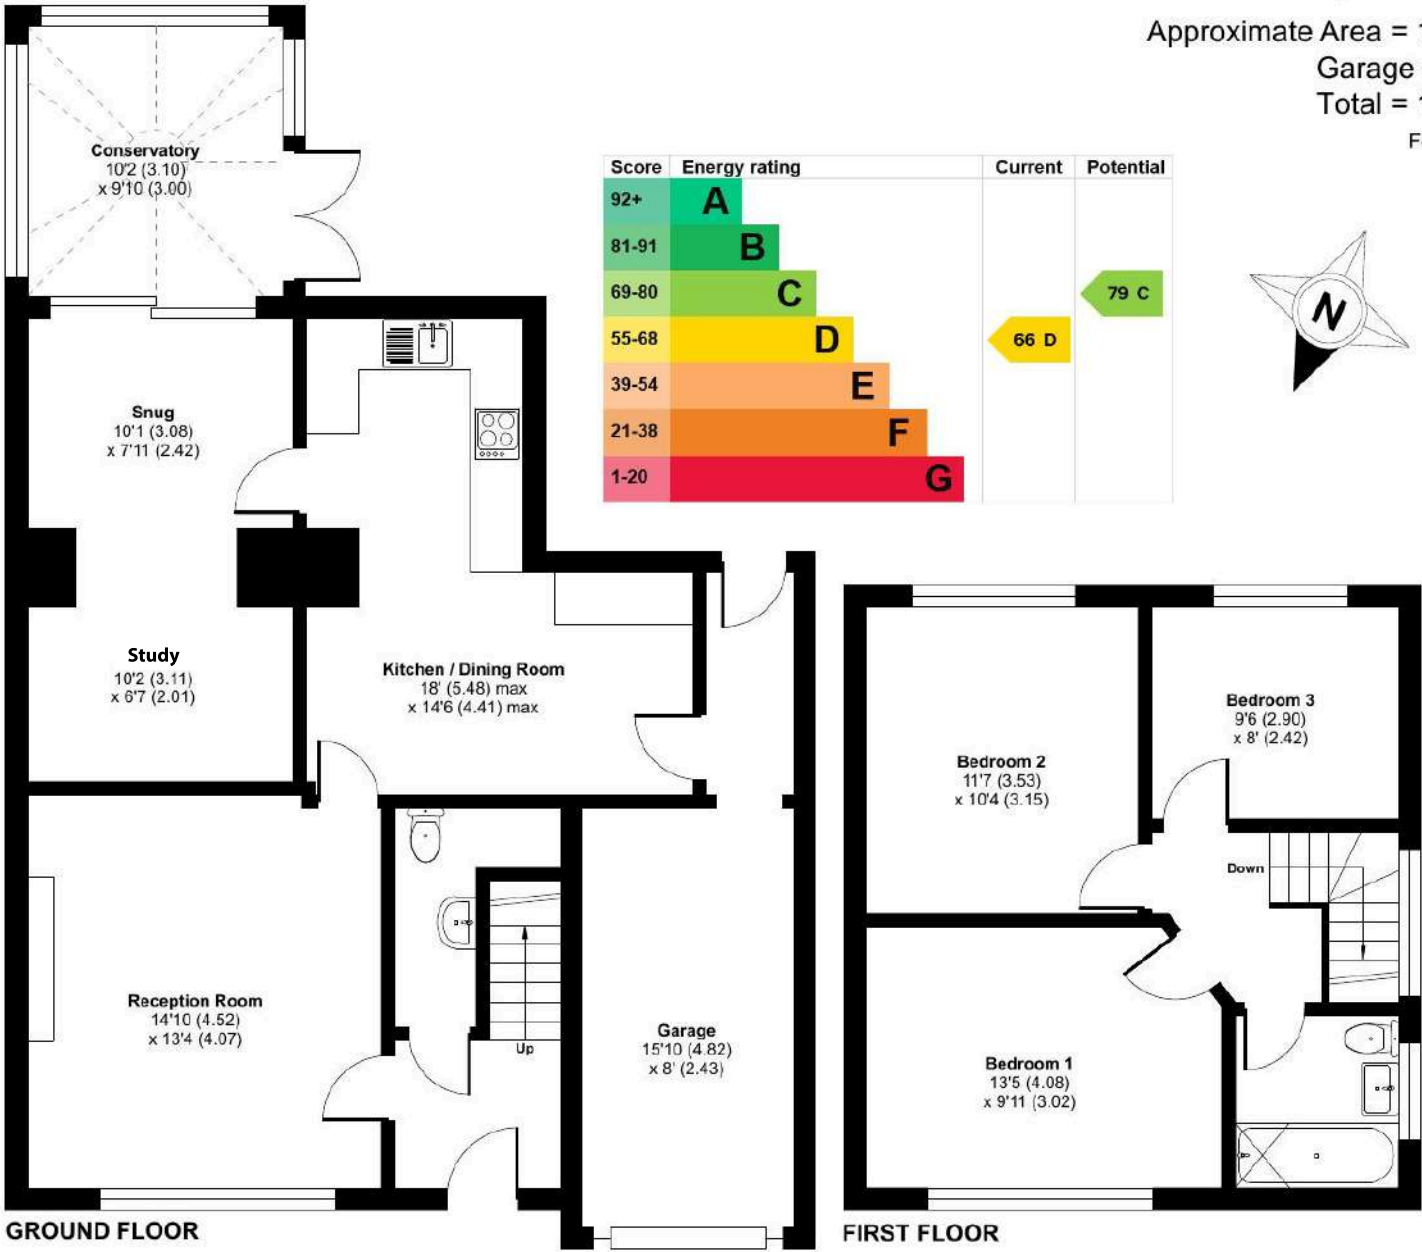 Approximate Area =
Garage
Total =
Conservatory
10'2 (3.10)
x 9'10 (3.00)
Score Energy rating Current Potential
92+ A
81-91 B
69-80 C 79 C
55-68 D 66 D
39-54 E
21-38 F
1-20 G
N
Snug
10'1 (3.08)
x 7'11 (2.42)
Study
10'2 (3.11)
x 6'7 (2.01)
Kitchen / Dining Room
18' (5.48) max
x 14'6 (4.41) max
Reception Room
14'10 (4.52)
x 13'4 (4.07)
Up
Garage
15'10 (4.82)
x 8' (2.43)
GROUND FLOOR
Bedroom 2
11'7 (3.53)
x 10'4 (3.15)
Bedroom 3
9'6 (2.90)
x 8' (2.42)
Down
Bedroom 1
13'5 (4.08)
x 9'11 (3.02)
FIRST FLOOR